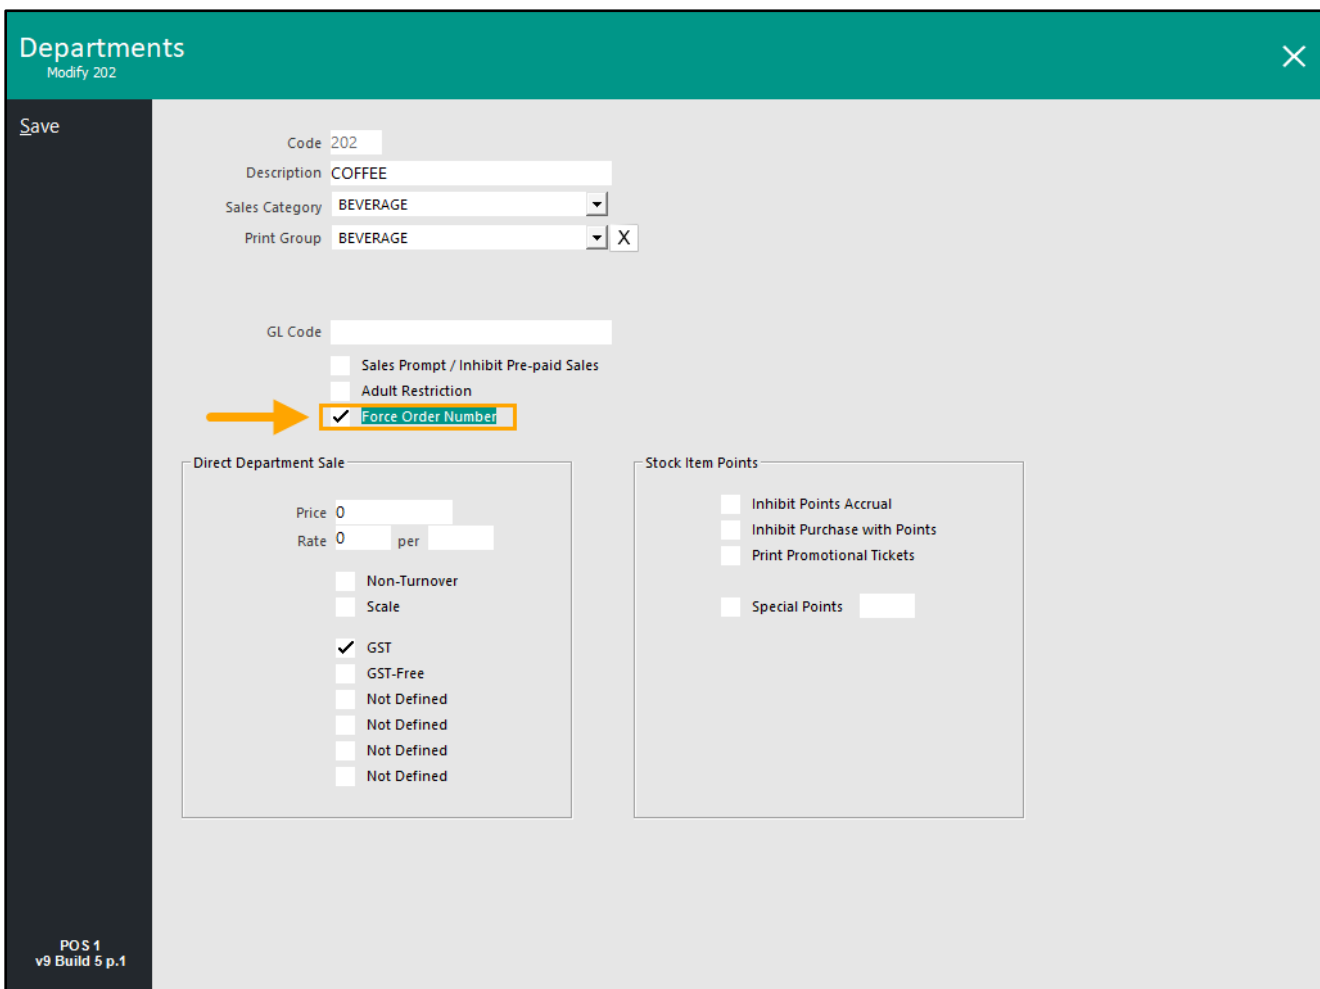 Departments
Modify 202
Save
Code 202
Description COFFEE
Sales Category BEVERAGE
Print Group BEVERAGE X
GL Code
Sales Prompt / Inhibit Pre-paid Sales
Adult Restriction
Force Order Number
Direct Department Sale
Price 0
Rate 0 per
Non-Turnover
Scale
GST
GST-Free
Not Defined
Not Defined
Not Defined
Not Defined
Stock Item Points
Inhibit Points Accrual
Inhibit Purchase with Points
Print Promotional Tickets
Special Points
POS 1
v9 Build 5 p.1